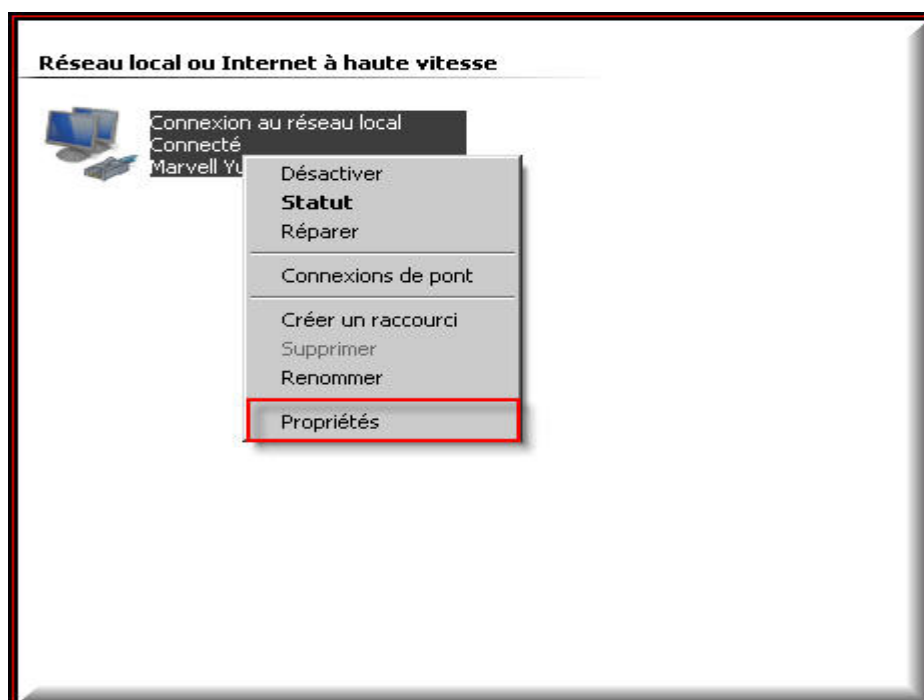 Réseau local ou Internet à haute vitesse
Connexion au réseau local
Connecté
Marvell
Désactiver
Statut
Réparer
Connexions de pont
Créer un raccourci
Supprimer
Renommer
Propriétés